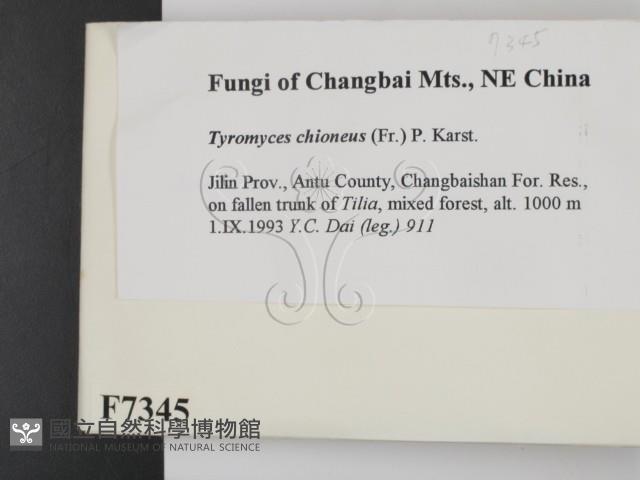 7345
Fungi of Changbai Mts., NE China
Tyromyces chioneus (Fr.) P. Karst.
Jilin Prov., Antu County, Changbaishan For. Res.,
on fallen trunk of Tilia, mixed forest, alt. 1000 m
1.IX.1993 Y.C. Dai (leg.) 911
F7345
國立自然科學博物館
NATIONAL MUSEUM OF NATURAL SCIENCE